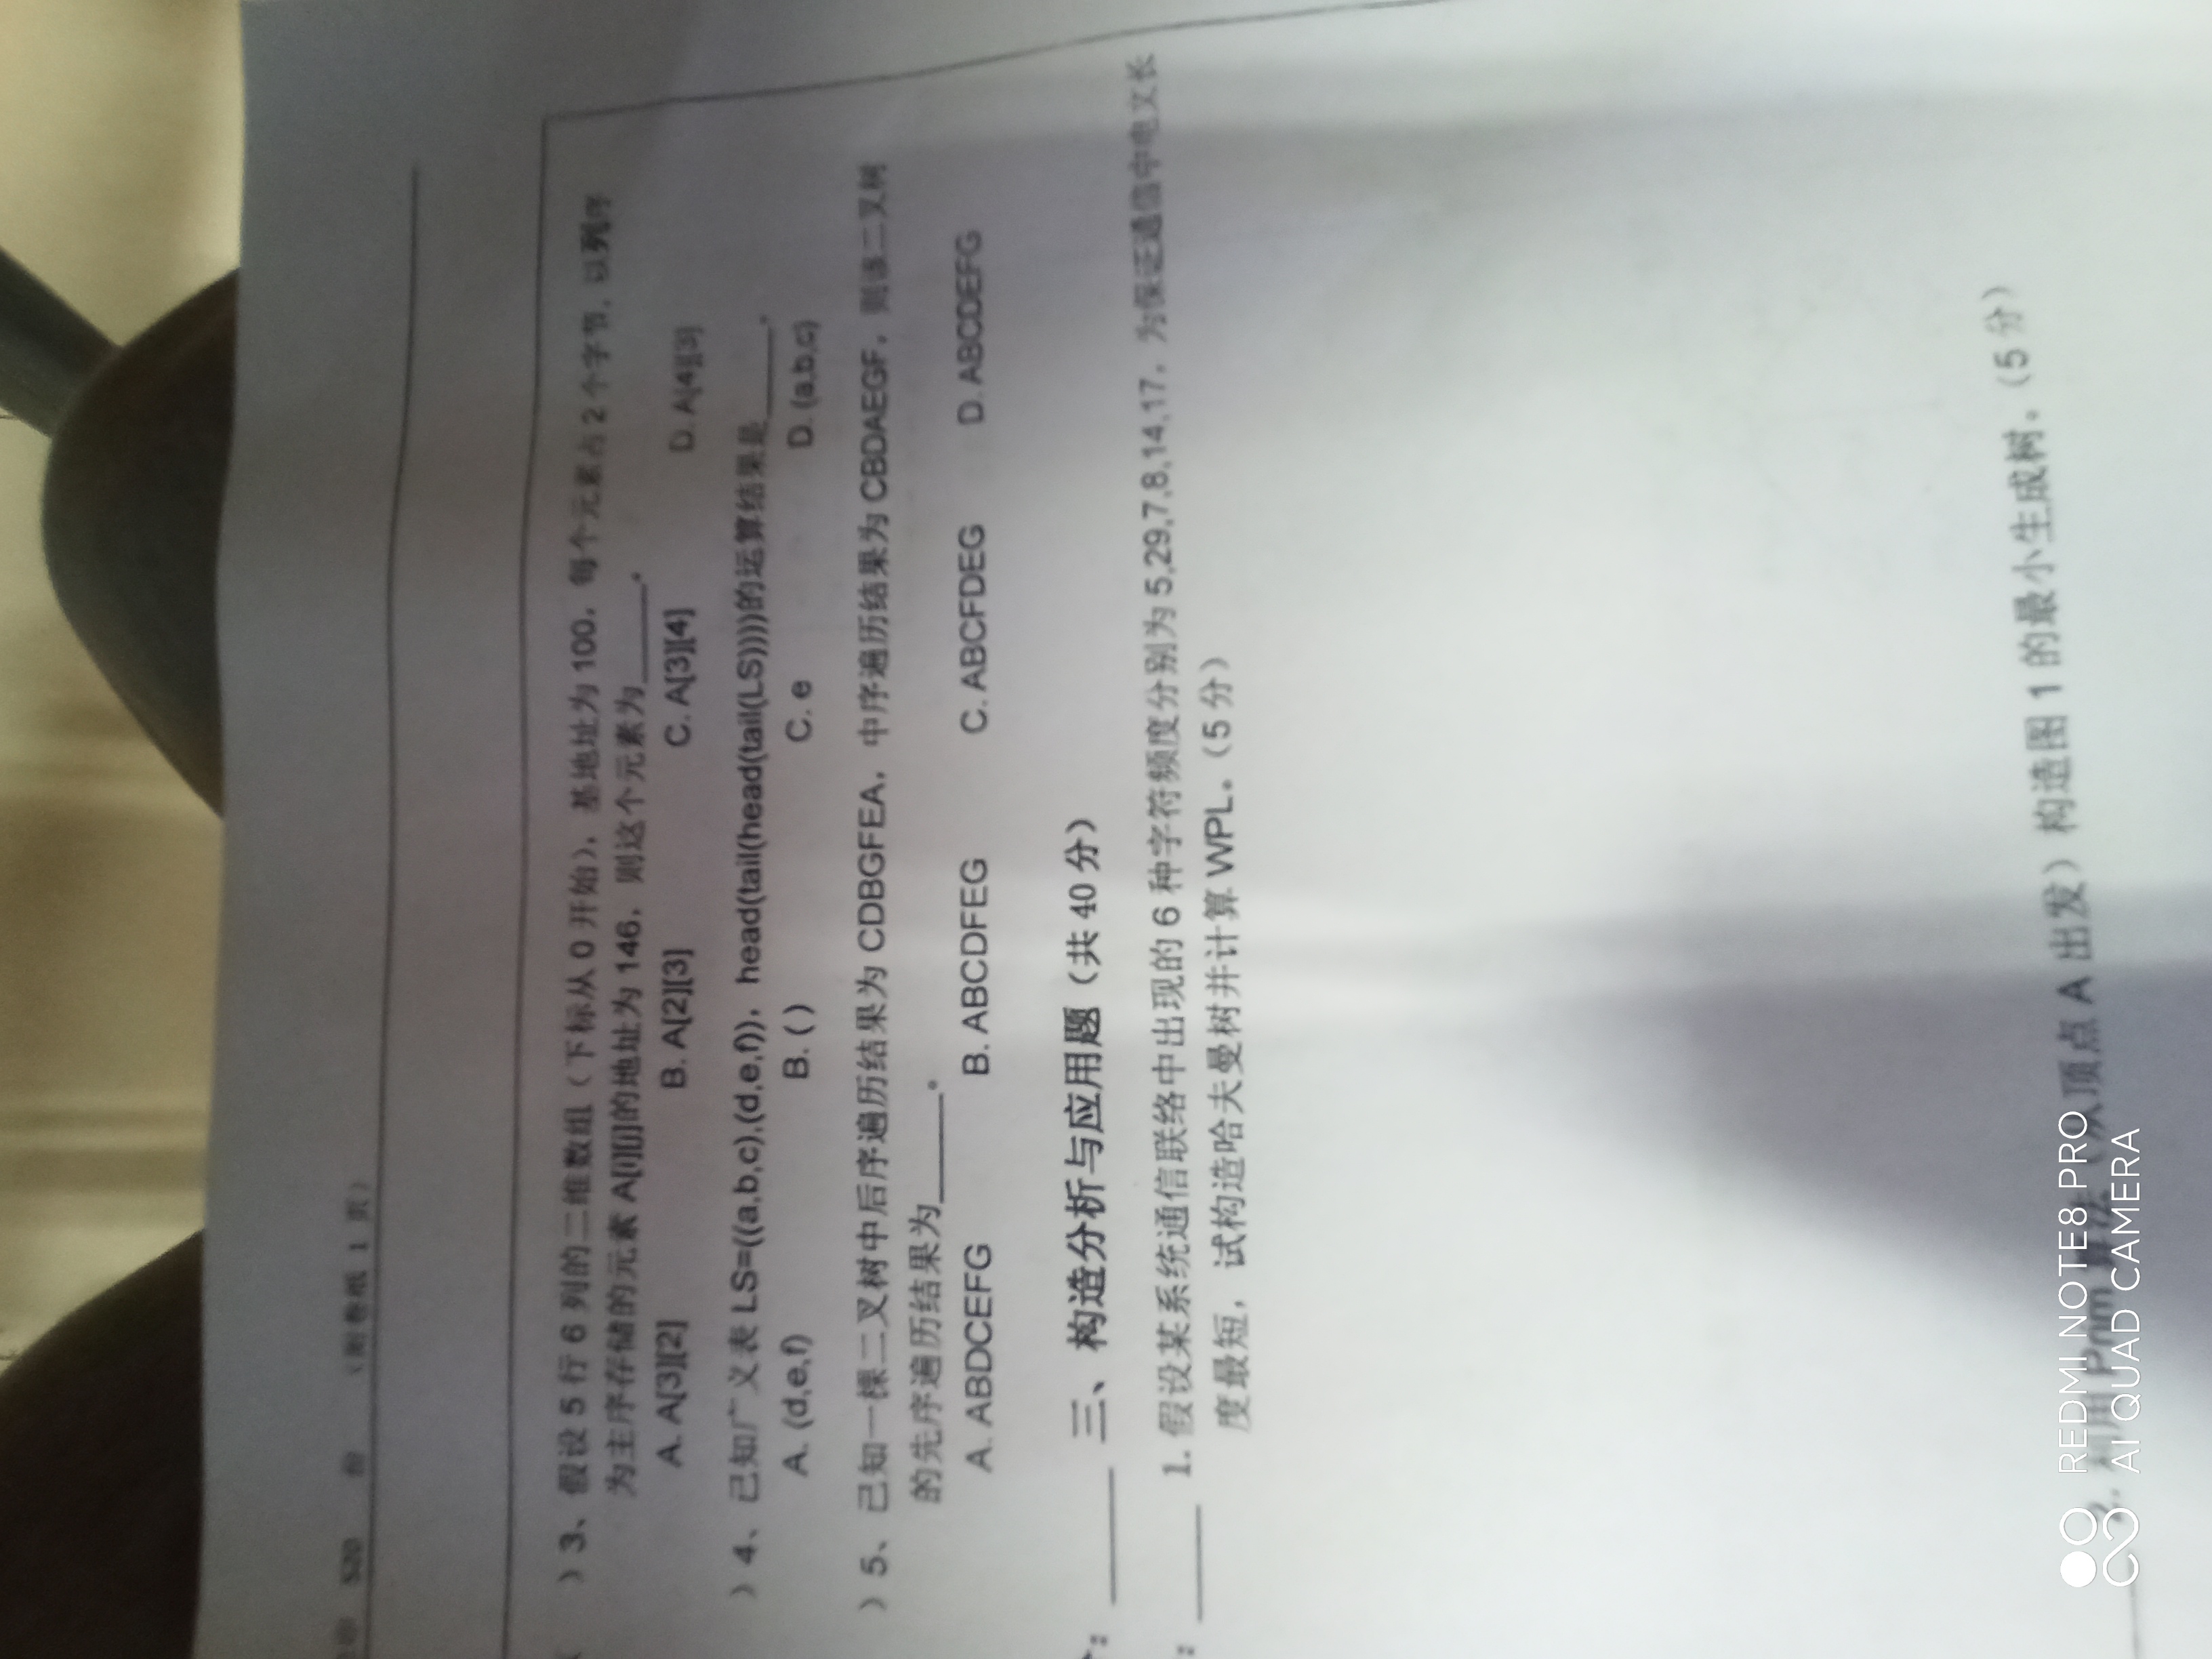 520 份 （附卷纸 1 页）
）3、假设 5 行 6 列的二维数组（下标从 0 开始），基地址为 100，每个元素占 2 个字节，以列序
为主序存储的元素 A[i][j]的地址为 146，则这个元素为_____。
A. A[3][2] B. A[2][3] C. A[3][4] D. A[4][3]
）4、已知广义表 LS=((a,b,c),(d,e,f))，head(tail(head(tail(LS))))的运算结果是_____。
A. (d,e,f) B. ( ) C. e D. (a,b,c)
）5、已知一棵二叉树中后序遍历结果为 CDBGFEA，中序遍历结果为 CBDAEGF，则该二叉树
的先序遍历结果为_____。
A. ABDCEFG B. ABCDFEG C. ABCFDEG D. ABCDEFG
：_____ 三、构造分析与应用题（共 40 分）
：_____ 1. 假设某系统通信联络中出现的 6 种字符频度分别为 5,29,7,8,14,17，为保证通信中电文长
度最短，试构造哈夫曼树并计算 WPL。（5 分）
2. 利用 Prim 算法（从顶点 A 出发）构造图 1 的最小生成树。（5 分）
REDMI NOTE8 PRO
AI QUAD CAMERA